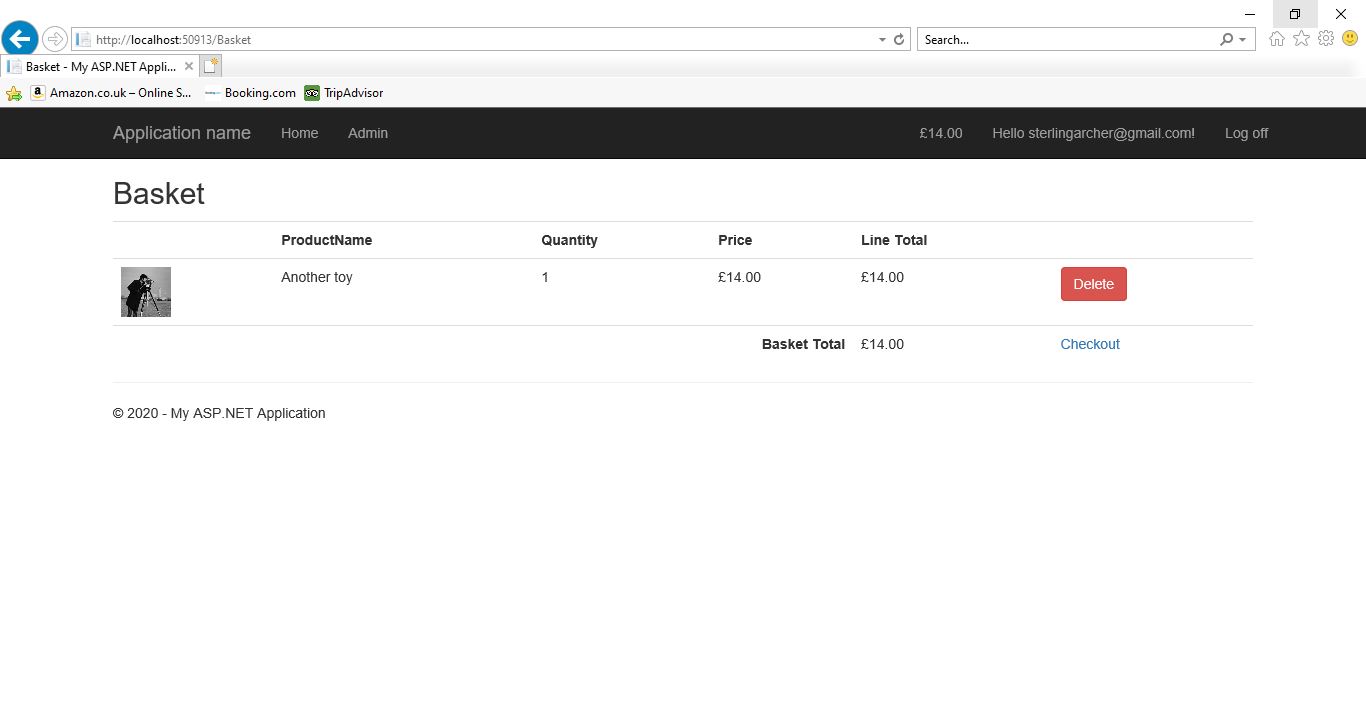 http://localhost:50913/Basket
Search...
Basket - My ASP.NET Appli...
Amazon.co.uk – Online S... Booking.com TripAdvisor
Application name Home Admin £14.00 Hello sterlingarcher@gmail.com! Log off
Basket
ProductName Quantity Price Line Total
Another toy 1 £14.00 £14.00 Delete
Basket Total £14.00 Checkout
© 2020 - My ASP.NET Application